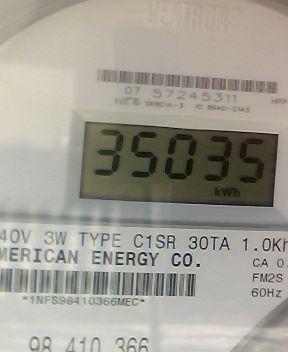 07 57245311
35035
kWh
40V 3W TYPE C1SR 30TA 1.0Kh
MERICAN ENERGY CO.
CA 0.
FM2S
60Hz
*1NFS98410366MEC*
98 410 366